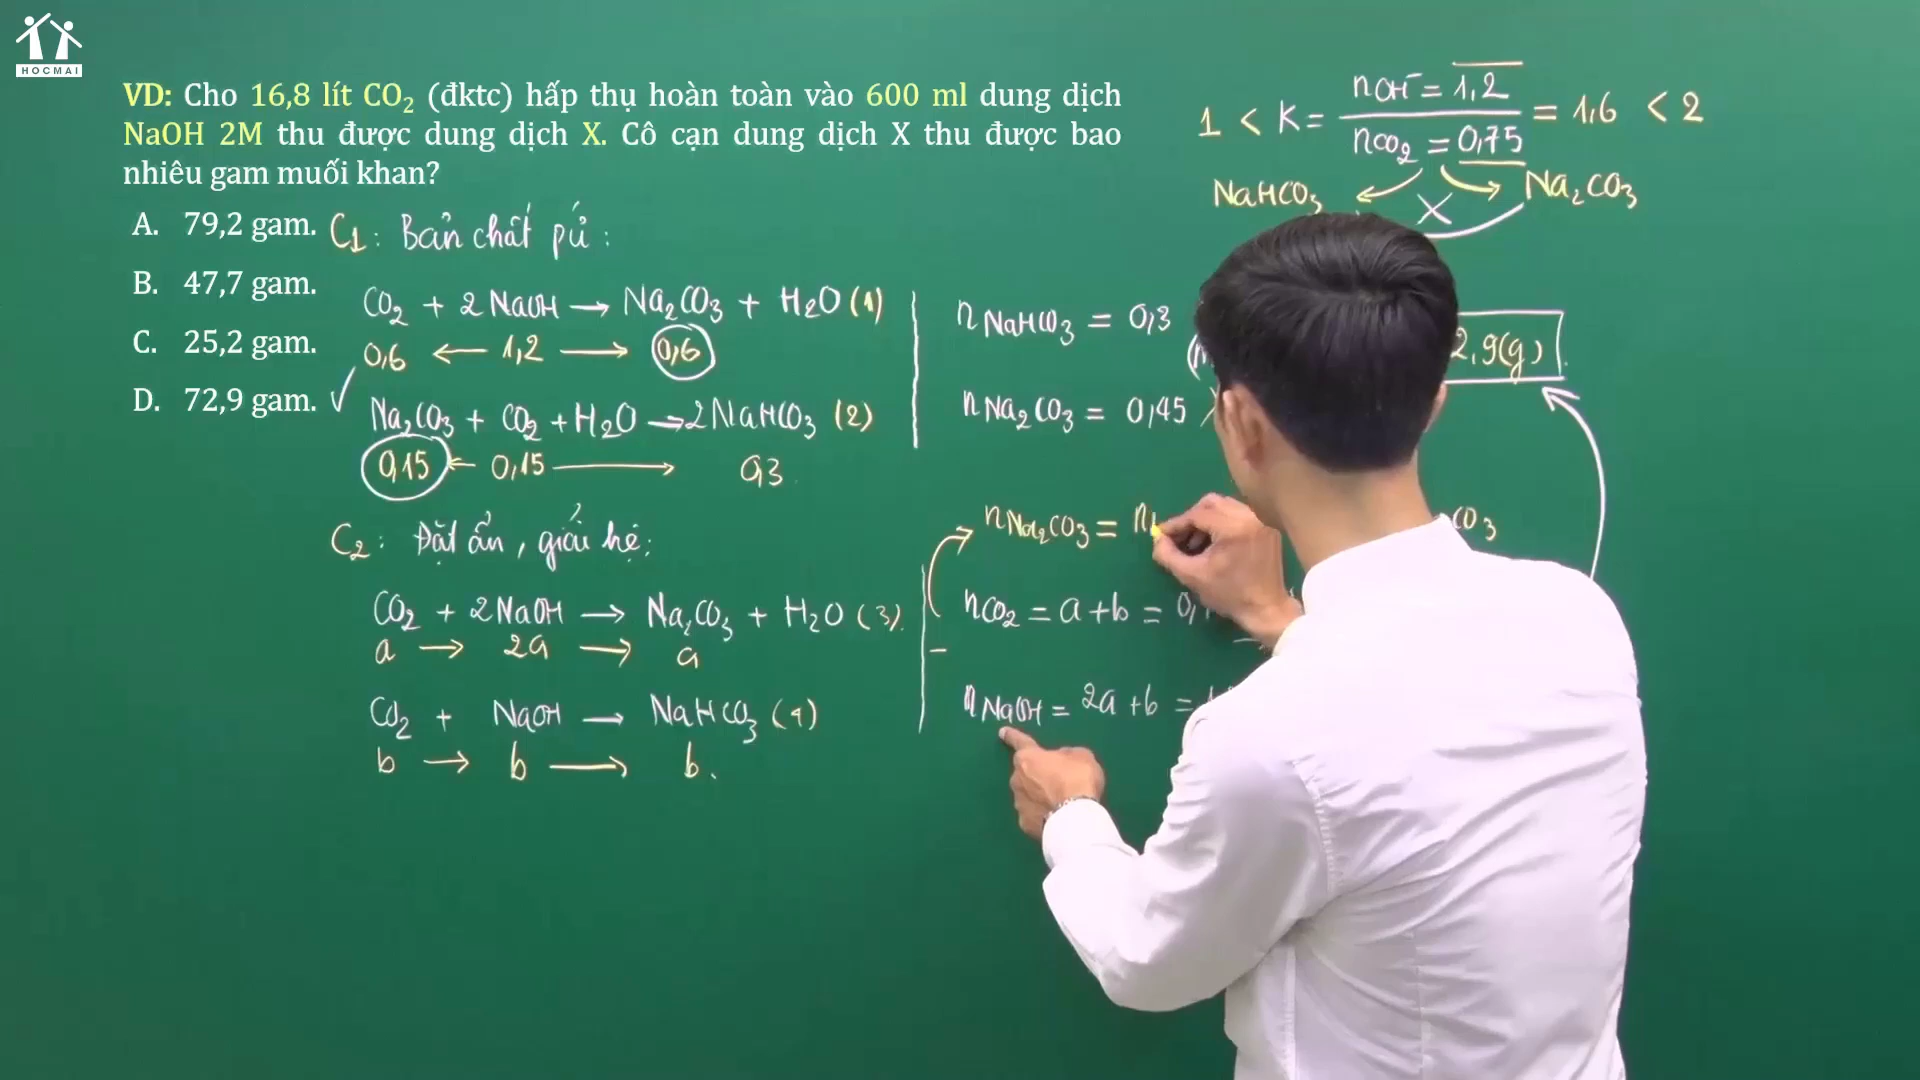 HOCMAI
VD: Cho 16,8 lít CO₂ (đktc) hấp thụ hoàn toàn vào 600 ml dung dịch
NaOH 2M thu được dung dịch X. Cô cạn dung dịch X thu được bao
nhiêu gam muối khan?
A. 79,2 gam.
B. 47,7 gam.
C. 25,2 gam.
D. 72,9 gam. ✓
C1: Bản chất pứ:
CO₂ + 2NaOH → Na₂CO₃ + H₂O (1)
0,6 ← 1,2 → 0,6
Na₂CO₃ + CO₂ + H₂O → 2NaHCO₃ (2)
0,15 ← 0,15 → 0,3
C2: Đặt ẩn, giải hệ:
CO₂ + 2NaOH → Na₂CO₃ + H₂O (3)
a → 2a → a
CO₂ + NaOH → NaHCO₃ (4)
b → b → b.
1 < K = nOH⁻ = 1,2 / nCO₂ = 0,75 = 1,6 < 2
NaHCO₃ ← X → Na₂CO₃
nNaHCO₃ = 0,3
2,9(g)
nNa₂CO₃ = 0,45
nNa₂CO₃ = n CO₃
nCO₂ = a + b = 0,
nNaOH = 2a + b =